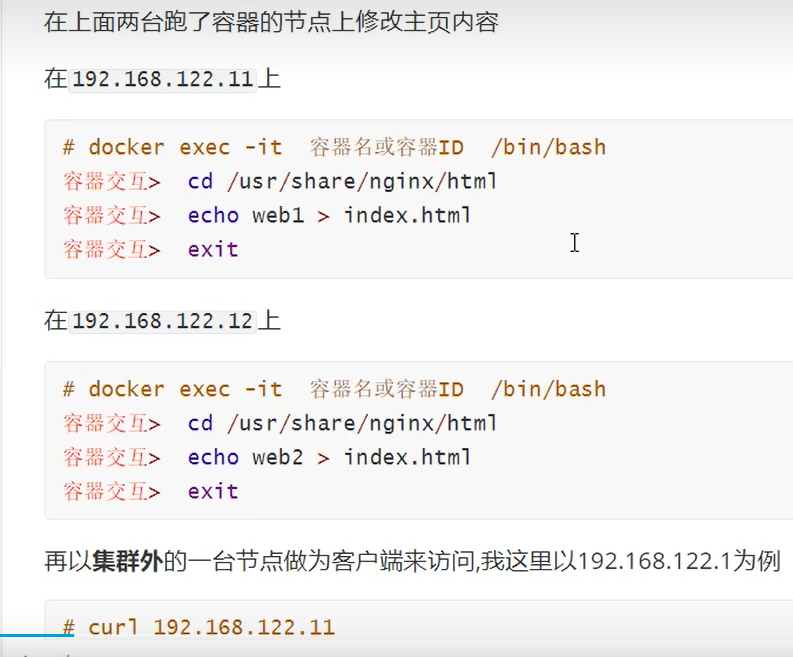 在上面两台跑了容器的节点上修改主页内容
在192.168.122.11上
# docker exec -it 容器名或容器ID /bin/bash
容器交互> cd /usr/share/nginx/html
容器交互> echo web1 > index.html
容器交互> exit
在192.168.122.12上
# docker exec -it 容器名或容器ID /bin/bash
容器交互> cd /usr/share/nginx/html
容器交互> echo web2 > index.html
容器交互> exit
再以集群外的一台节点做为客户端来访问,我这里以192.168.122.1为例
# curl 192.168.122.11